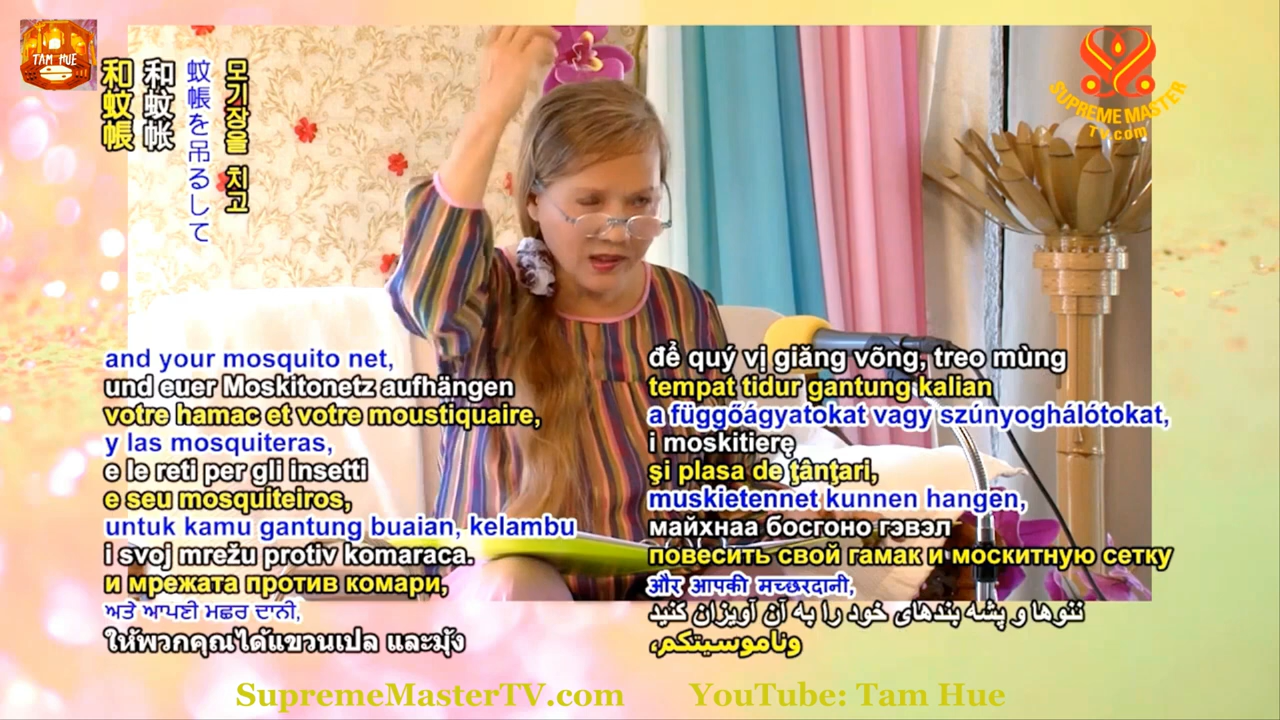 TAM HUE
SUPREME MASTER
TV.com
모기장을 치고
蚊帳を吊るして
和蚊帐
和蚊帳
and your mosquito net,
und euer Moskitonetz aufhängen
votre hamac et votre moustiquaire,
y las mosquiteras,
e le reti per gli insetti
e seu mosquiteiros,
untuk kamu gantung buaian, kelambu
i svoj mrežu protiv komaraca.
и мрежата против комари,
ਅਤੇ ਆਪਣੀ ਮਛਰ ਦਾਨੀ,
ให้พวกคุณได้แขวนเปล และมุ้ง
để quý vị giăng võng, treo mùng
tempat tidur gantung kalian
a függőágyatokat vagy szúnyoghálótokat,
i moskitierę
şi plasa de ţânţari,
muskietennet kunnen hangen,
майхнаа босгоно гэвэл
повесить свой гамак и москитную сетку
और आपकी मच्छरदानी,
ننوها و پشه بندهای خود را به آن آویزان کنید
وناموسيتكم،
SupremeMasterTV.com
YouTube: Tam Hue